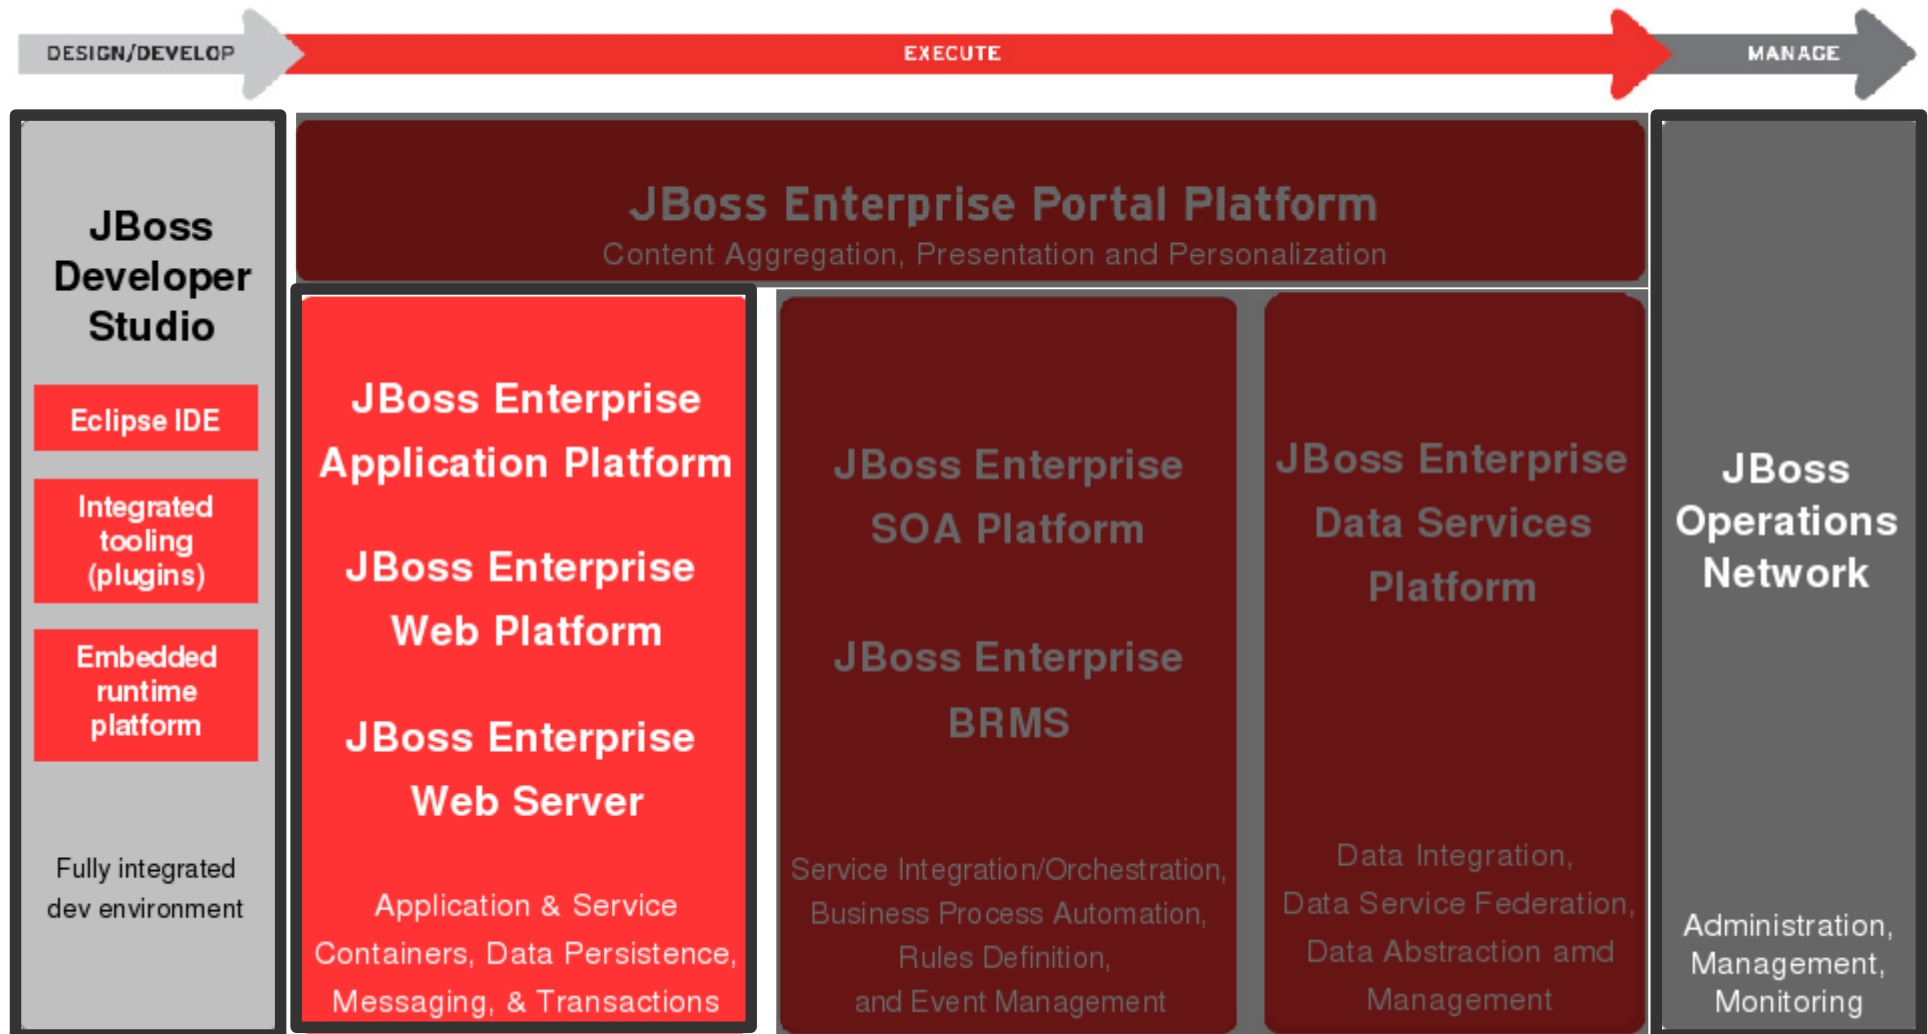 DESIGN/DEVELOP
EXECUTE
MANAGE
JBoss
Developer
Studio
Eclipse IDE
Integrated
tooling
(plugins)
Embedded
runtime
platform
Fully integrated
dev environment
JBoss Enterprise Portal Platform
Content Aggregation, Presentation and Personalization
JBoss Enterprise
Application Platform
JBoss Enterprise
Web Platform
JBoss Enterprise
Web Server
Application & Service
Containers, Data Persistence,
Messaging, & Transactions
JBoss Enterprise
SOA Platform
JBoss Enterprise
BRMS
Service Integration/Orchestration,
Business Process Automation,
Rules Definition,
and Event Management
JBoss Enterprise
Data Services
Platform
Data Integration,
Data Service Federation,
Data Abstraction amd
Management
JBoss
Operations
Network
Administration,
Management,
Monitoring